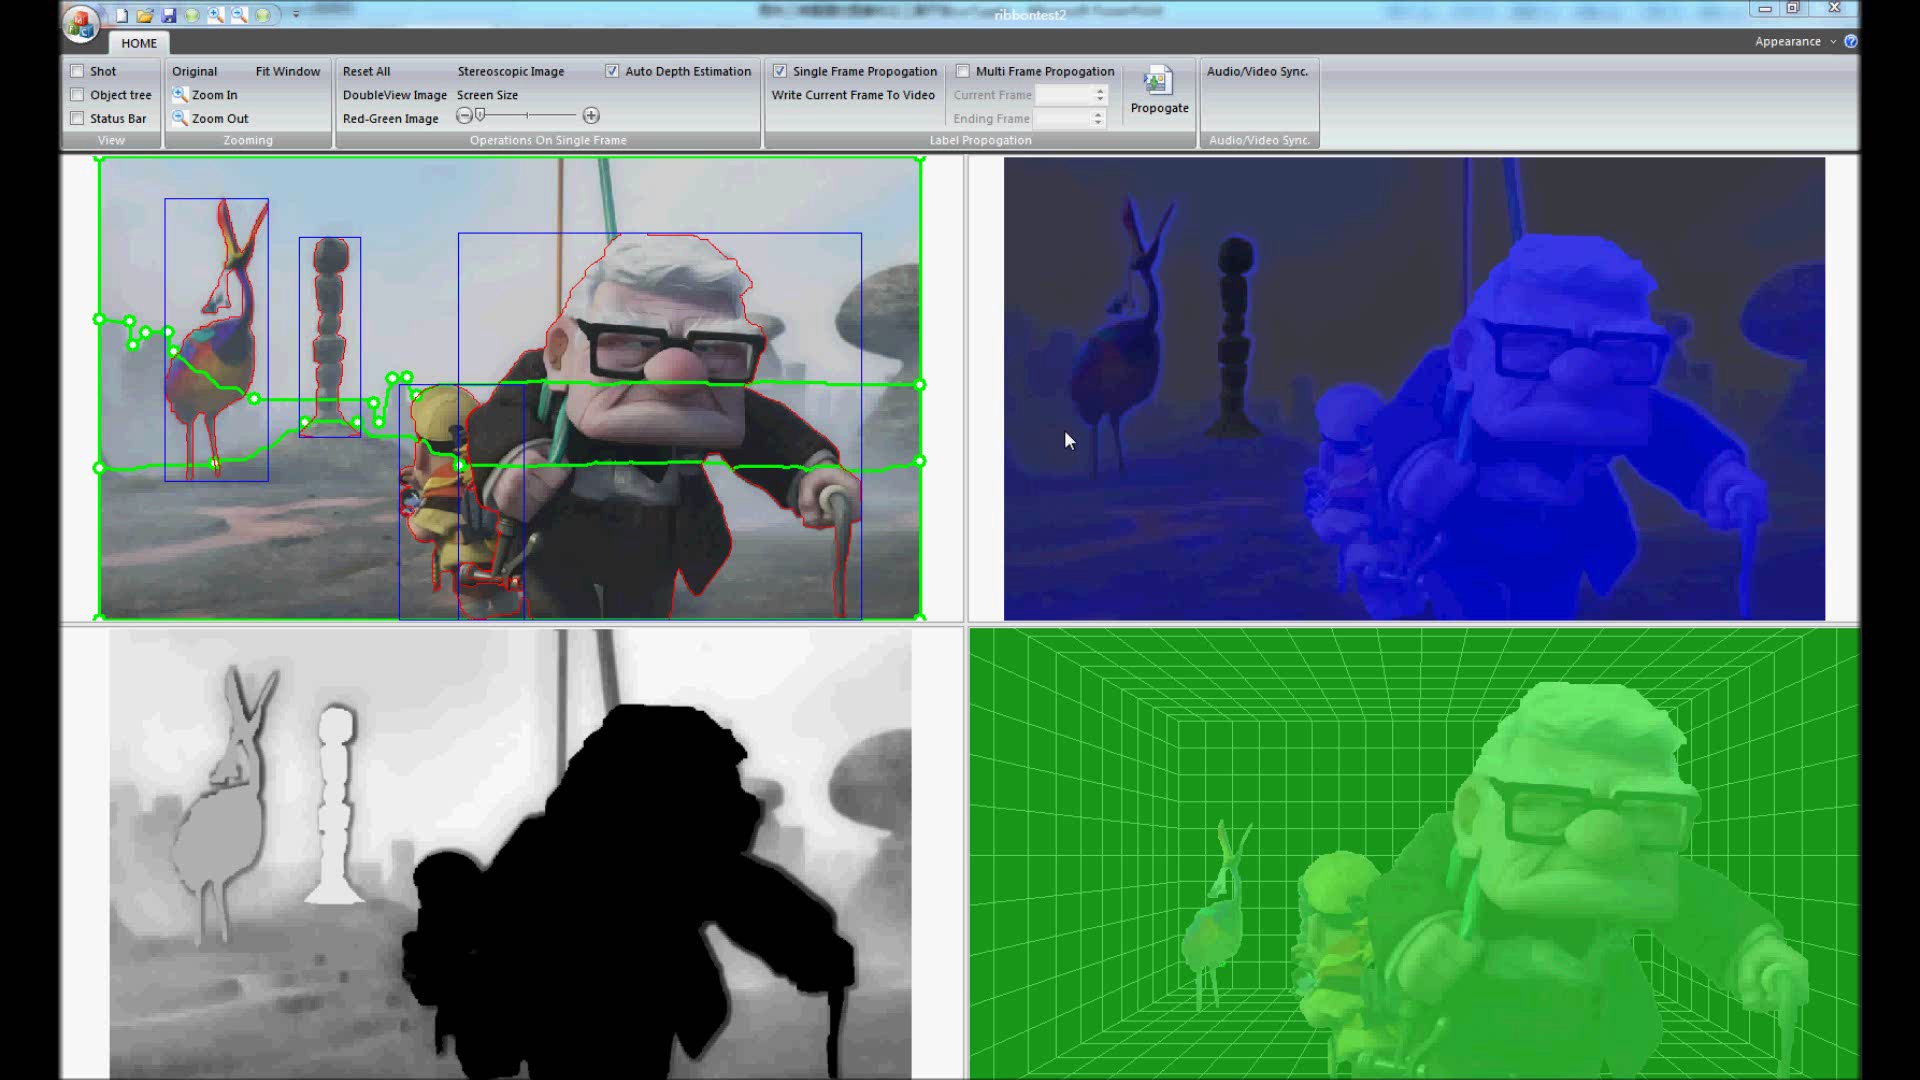 ribbontest2
HOME
Appearance
Shot
Object tree
Status Bar
View
Original
Fit Window
Zoom In
Zoom Out
Zooming
Reset All
Stereoscopic Image
Auto Depth Estimation
DoubleView Image
Screen Size
Red-Green Image
Operations On Single Frame
Single Frame Propogation
Multi Frame Propogation
Write Current Frame To Video
Current Frame
Ending Frame
Propogate
Label Propogation
Audio/Video Sync.
Audio/Video Sync.